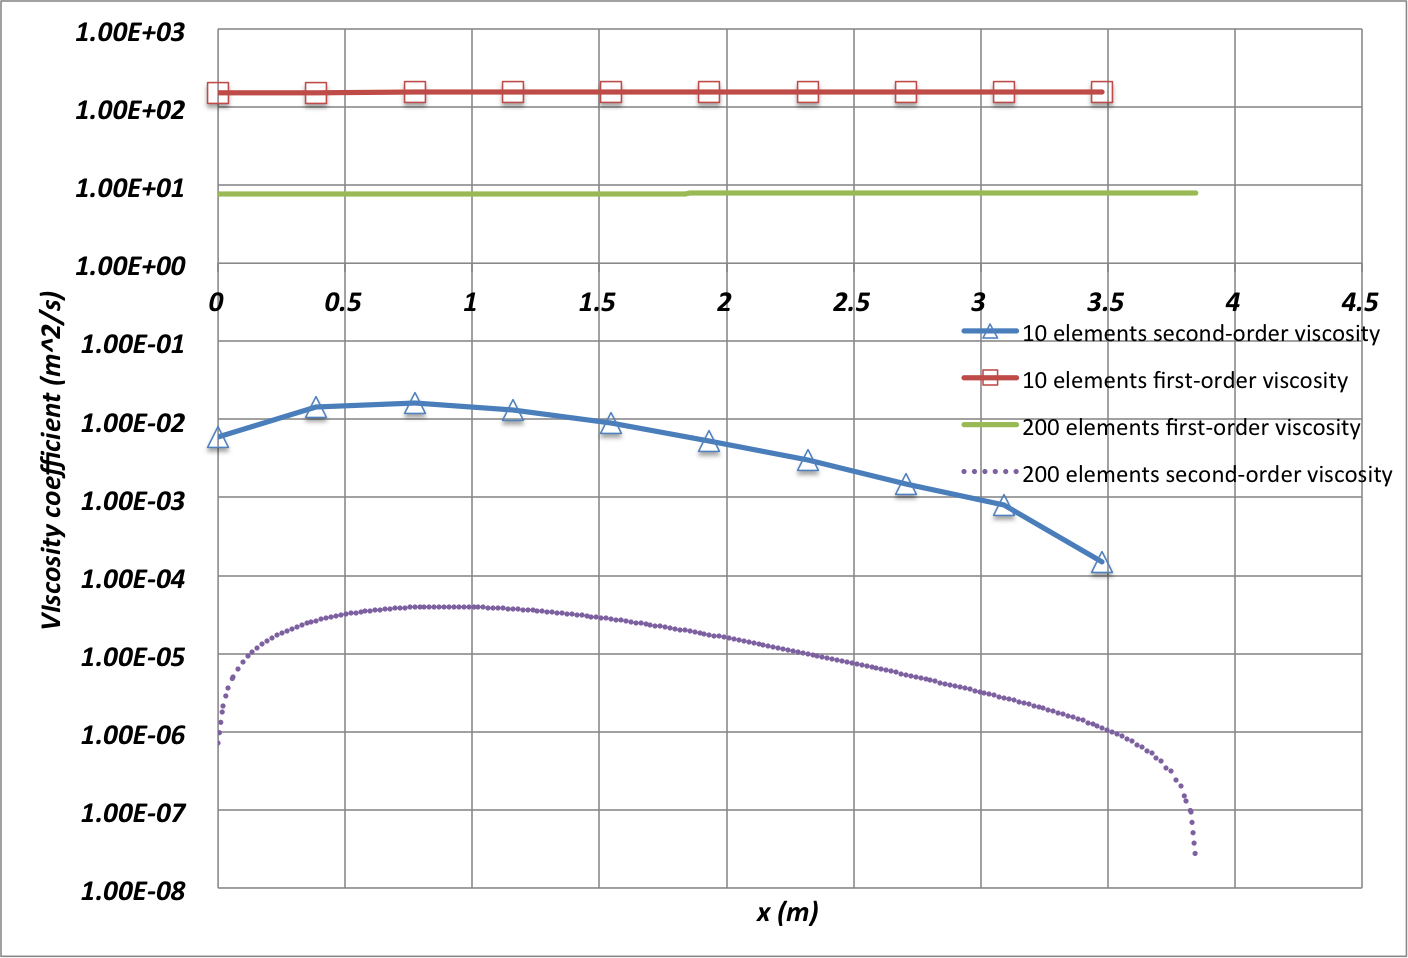 1.00E+03
1.00E+02
1.00E+01
1.00E+00
0 0.5 1 1.5 2 2.5 3 3.5 4 4.5
1.00E-01
1.00E-02
1.00E-03
1.00E-04
1.00E-05
1.00E-06
1.00E-07
1.00E-08
VIscosity coefficient (m^2/s)
10 elements second-order viscosity
10 elements first-order viscosity
200 elements first-order viscosity
200 elements second-order viscosity
x (m)